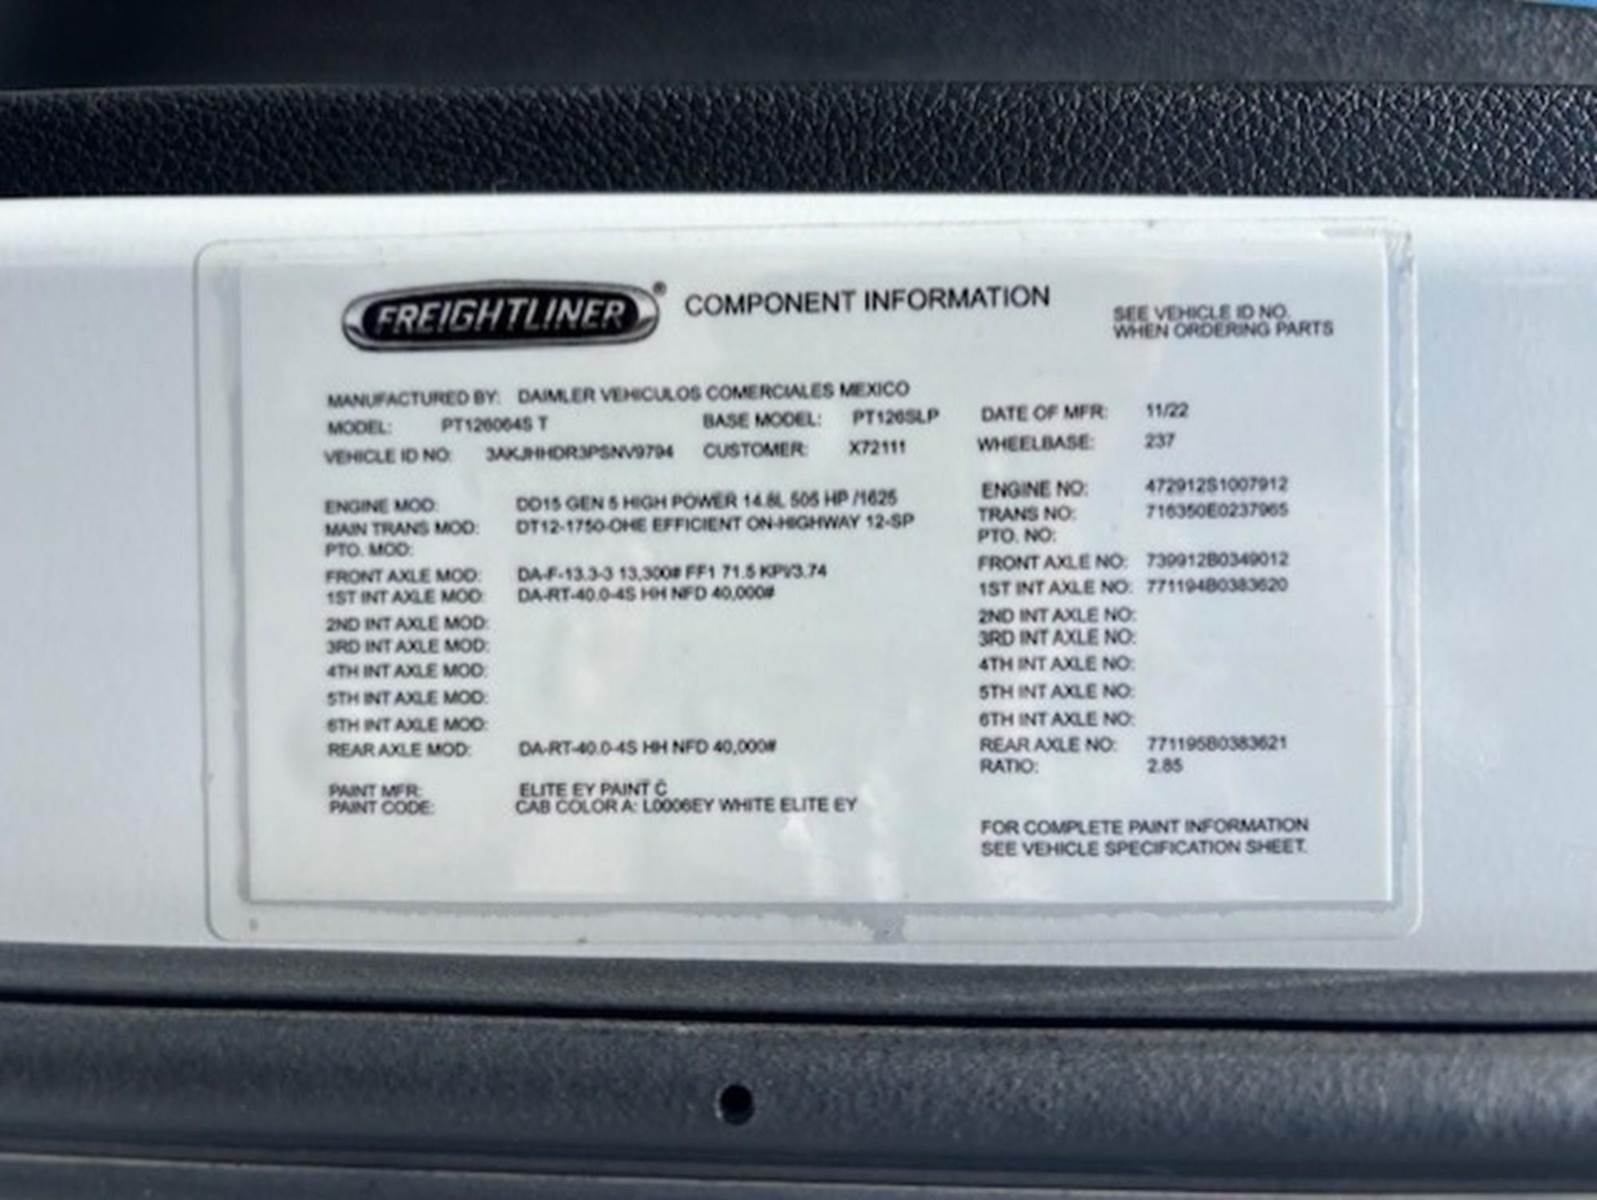 FREIGHTLINER® COMPONENT INFORMATION
SEE VEHICLE ID NO.
WHEN ORDERING PARTS
MANUFACTURED BY: DAIMLER VEHICULOS COMERCIALES MEXICO
MODEL: PT126064S T BASE MODEL: PT126SLP DATE OF MFR: 11/22
VEHICLE ID NO: 3AKJHHDR3PSNV9794 CUSTOMER: X72111 WHEELBASE: 237
ENGINE MOD: DD15 GEN 5 HIGH POWER 14.8L 505 HP /1625 ENGINE NO: 472912S1007912
MAIN TRANS MOD: DT12-1750-OHE EFFICIENT ON-HIGHWAY 12-SP TRANS NO: 716350E0237965
PTO. MOD: PTO. NO:
FRONT AXLE MOD: DA-F-13.3-3 13,300# FF1 71.5 KPI/3.74 FRONT AXLE NO: 739912B0349012
1ST INT AXLE MOD: DA-RT-40.0-4S HH NFD 40,000# 1ST INT AXLE NO: 771194B0383620
2ND INT AXLE MOD: 2ND INT AXLE NO:
3RD INT AXLE MOD: 3RD INT AXLE NO:
4TH INT AXLE MOD: 4TH INT AXLE NO:
5TH INT AXLE MOD: 5TH INT AXLE NO:
6TH INT AXLE MOD: 6TH INT AXLE NO:
REAR AXLE MOD: DA-RT-40.0-4S HH NFD 40,000# REAR AXLE NO: 771195B0383621
RATIO: 2.85
PAINT MFR: ELITE EY PAINT C
PAINT CODE: CAB COLOR A: L0006EY WHITE ELITE EY
FOR COMPLETE PAINT INFORMATION
SEE VEHICLE SPECIFICATION SHEET.